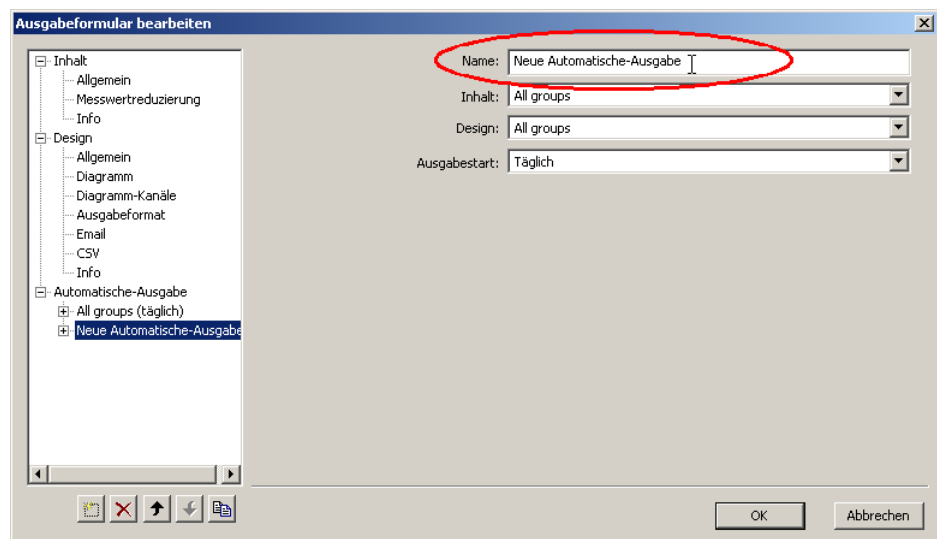 Ausgabeformular bearbeiten
Inhalt
Allgemein
Messwertreduzierung
Info
Design
Allgemein
Diagramm
Diagramm-Kanäle
Ausgabeformat
Email
CSV
Info
Automatische-Ausgabe
All groups (täglich)
Neue Automatische-Ausgabe
Name: Neue Automatische-Ausgabe
Inhalt: All groups
Design: All groups
Ausgabestart: Täglich
OK
Abbrechen